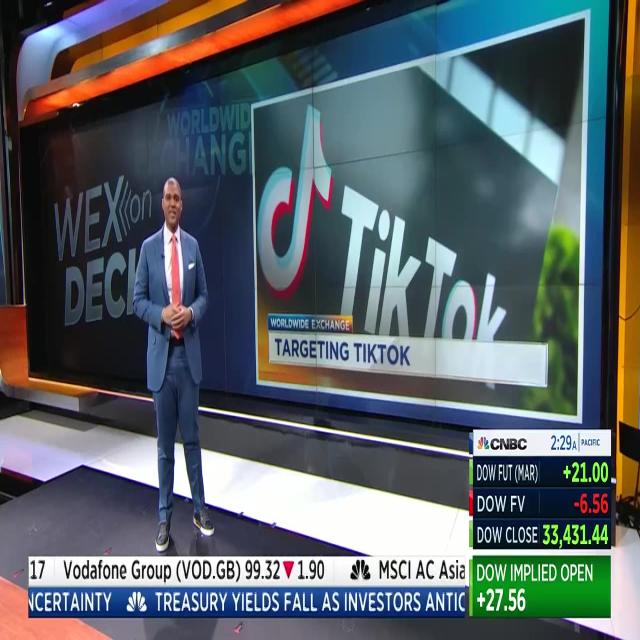 WORLDWID
CHANG
WEX on
DECK
TikTok
WORLDWIDE EXCHANGE
TARGETING TIKTOK
CNBC 2:29A PACIFIC
DOW FUT (MAR) +21.00
DOW FV -6.56
DOW CLOSE 33,431.44
DOW IMPLIED OPEN
+27.56
17 Vodafone Group (VOD.GB) 99.32▼1.90 MSCI AC Asia
NCERTAINTY TREASURY YIELDS FALL AS INVESTORS ANTIC